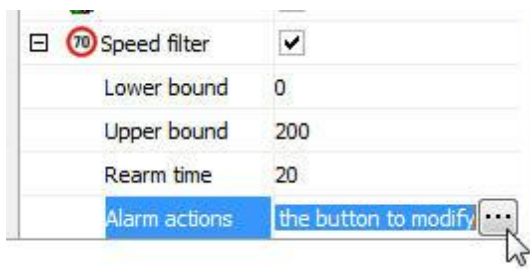 70 Speed filter
Lower bound 0
Upper bound 200
Rearm time 20
Alarm actions the button to modify ...